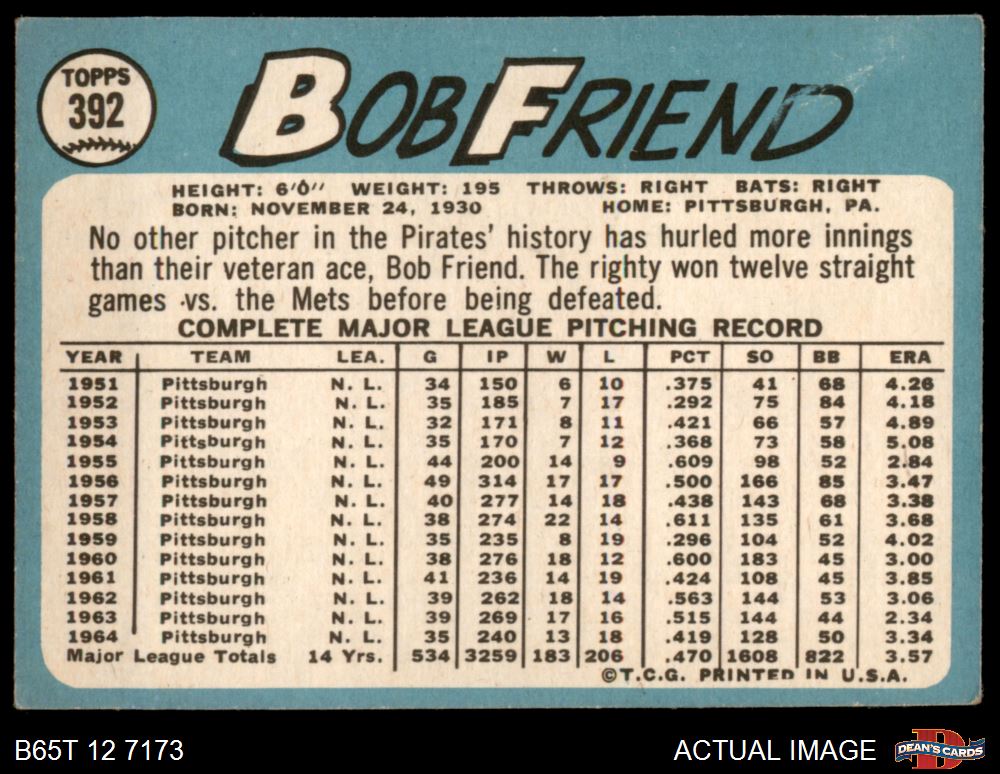 TOPPS
392
BOB FRIEND
HEIGHT: 6'0" WEIGHT: 195 THROWS: RIGHT BATS: RIGHT
BORN: NOVEMBER 24, 1930 HOME: PITTSBURGH, PA.
No other pitcher in the Pirates' history has hurled more innings
than their veteran ace, Bob Friend. The righty won twelve straight
games vs. the Mets before being defeated.
COMPLETE MAJOR LEAGUE PITCHING RECORD
YEAR TEAM LEA. G IP W L PCT SO BB ERA
1951 Pittsburgh N. L. 34 150 6 10 .375 41 68 4.26
1952 Pittsburgh N. L. 35 185 7 17 .292 75 84 4.18
1953 Pittsburgh N. L. 32 171 8 11 .421 66 57 4.89
1954 Pittsburgh N. L. 35 170 7 12 .368 73 58 5.08
1955 Pittsburgh N. L. 44 200 14 9 .609 98 52 2.84
1956 Pittsburgh N. L. 49 314 17 17 .500 166 85 3.47
1957 Pittsburgh N. L. 40 277 14 18 .438 143 68 3.38
1958 Pittsburgh N. L. 38 274 22 14 .611 135 61 3.68
1959 Pittsburgh N. L. 35 235 8 19 .296 104 52 4.02
1960 Pittsburgh N. L. 38 276 18 12 .600 183 45 3.00
1961 Pittsburgh N. L. 41 236 14 19 .424 108 45 3.85
1962 Pittsburgh N. L. 39 262 18 14 .563 144 53 3.06
1963 Pittsburgh N. L. 39 269 17 16 .515 144 44 2.34
1964 Pittsburgh N. L. 35 240 13 18 .419 128 50 3.34
Major League Totals 14 Yrs. 534 3259 183 206 .470 1608 822 3.57
©T.C.G. PRINTED IN U.S.A.
B65T 12 7173 ACTUAL IMAGE
D
DEAN'S CARDS